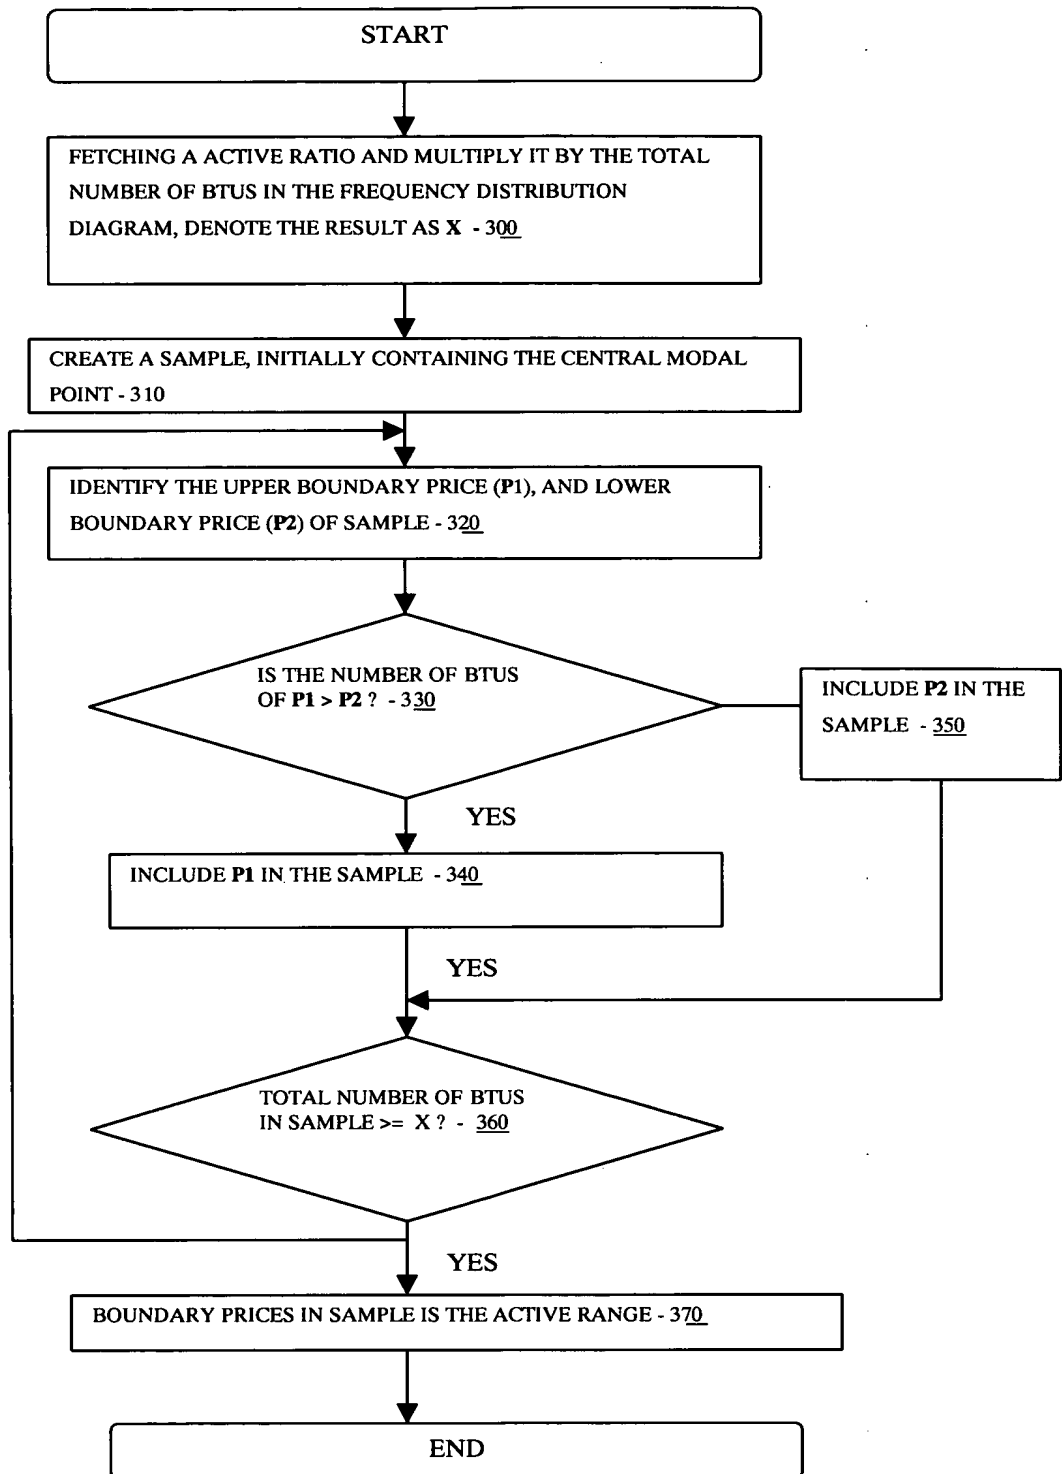 START
FETCHING A ACTIVE RATIO AND MULTIPLY IT BY THE TOTAL
NUMBER OF BTUS IN THE FREQUENCY DISTRIBUTION
DIAGRAM, DENOTE THE RESULT AS X - 300
CREATE A SAMPLE, INITIALLY CONTAINING THE CENTRAL MODAL
POINT - 310
IDENTIFY THE UPPER BOUNDARY PRICE (P1), AND LOWER
BOUNDARY PRICE (P2) OF SAMPLE - 320
IS THE NUMBER OF BTUS
OF P1 > P2 ? - 330
INCLUDE P2 IN THE
SAMPLE - 350
YES
INCLUDE P1 IN THE SAMPLE - 340
YES
TOTAL NUMBER OF BTUS
IN SAMPLE >= X ? - 360
YES
BOUNDARY PRICES IN SAMPLE IS THE ACTIVE RANGE - 370
END